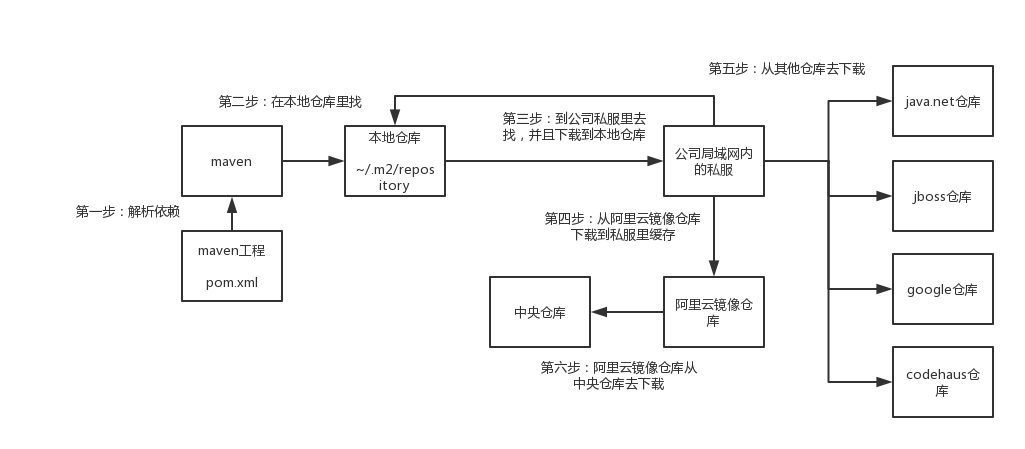 第五步：从其他仓库去下载
java.net仓库
第二步：在本地仓库里找
第三步：到公司私服里去
找，并且下载到本地仓库
maven
本地仓库
~/.m2/repos
itory
公司局域网内
的私服
jboss仓库
第一步：解析依赖
第四步：从阿里云镜像仓库
下载到私服里缓存
maven工程
pom.xml
google仓库
中央仓库
阿里云镜像仓
库
第六步：阿里云镜像仓库从
中央仓库去下载
codehaus仓
库